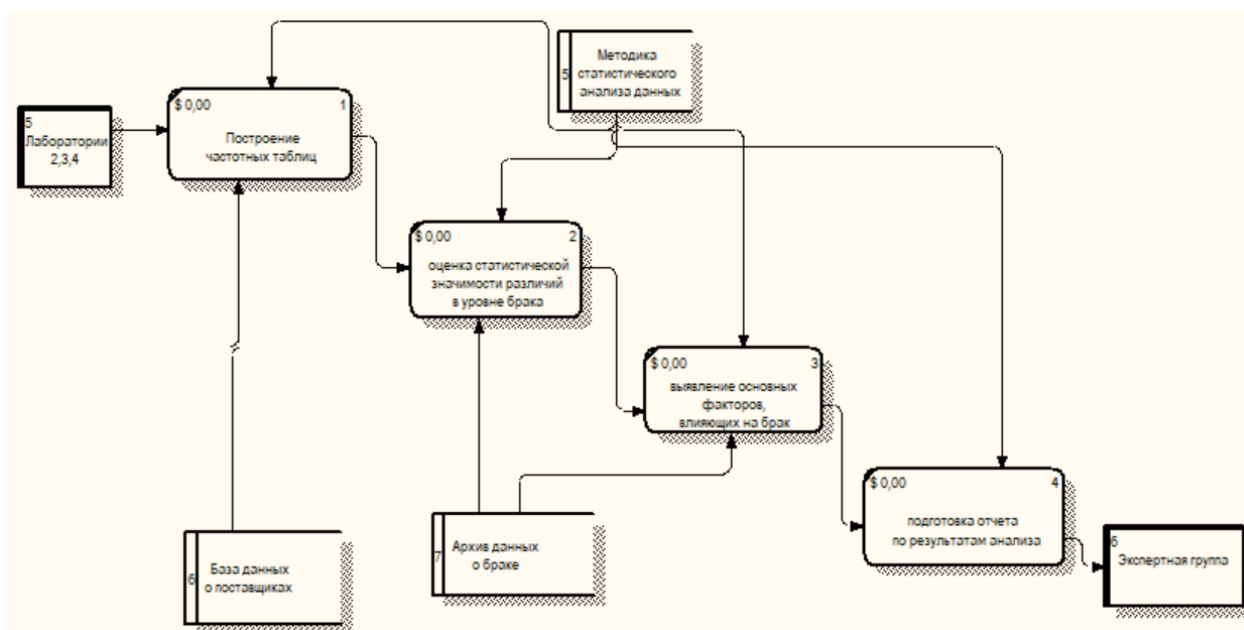 5
Методика
статистического
анализа данных
$ 0,00 1
Построение
частотных таблиц
5
Лаборатории
2,3,4
$ 0,00 2
оценка статистической
значимости различий
в уровне брака
$ 0,00 3
выявление основных
факторов,
влияющих на брак
$ 0,00 4
подготовка отчета
по результатам анализа
6
База данных
о поставщиках
7
Архив данных
о браке
6
Экспертная группа